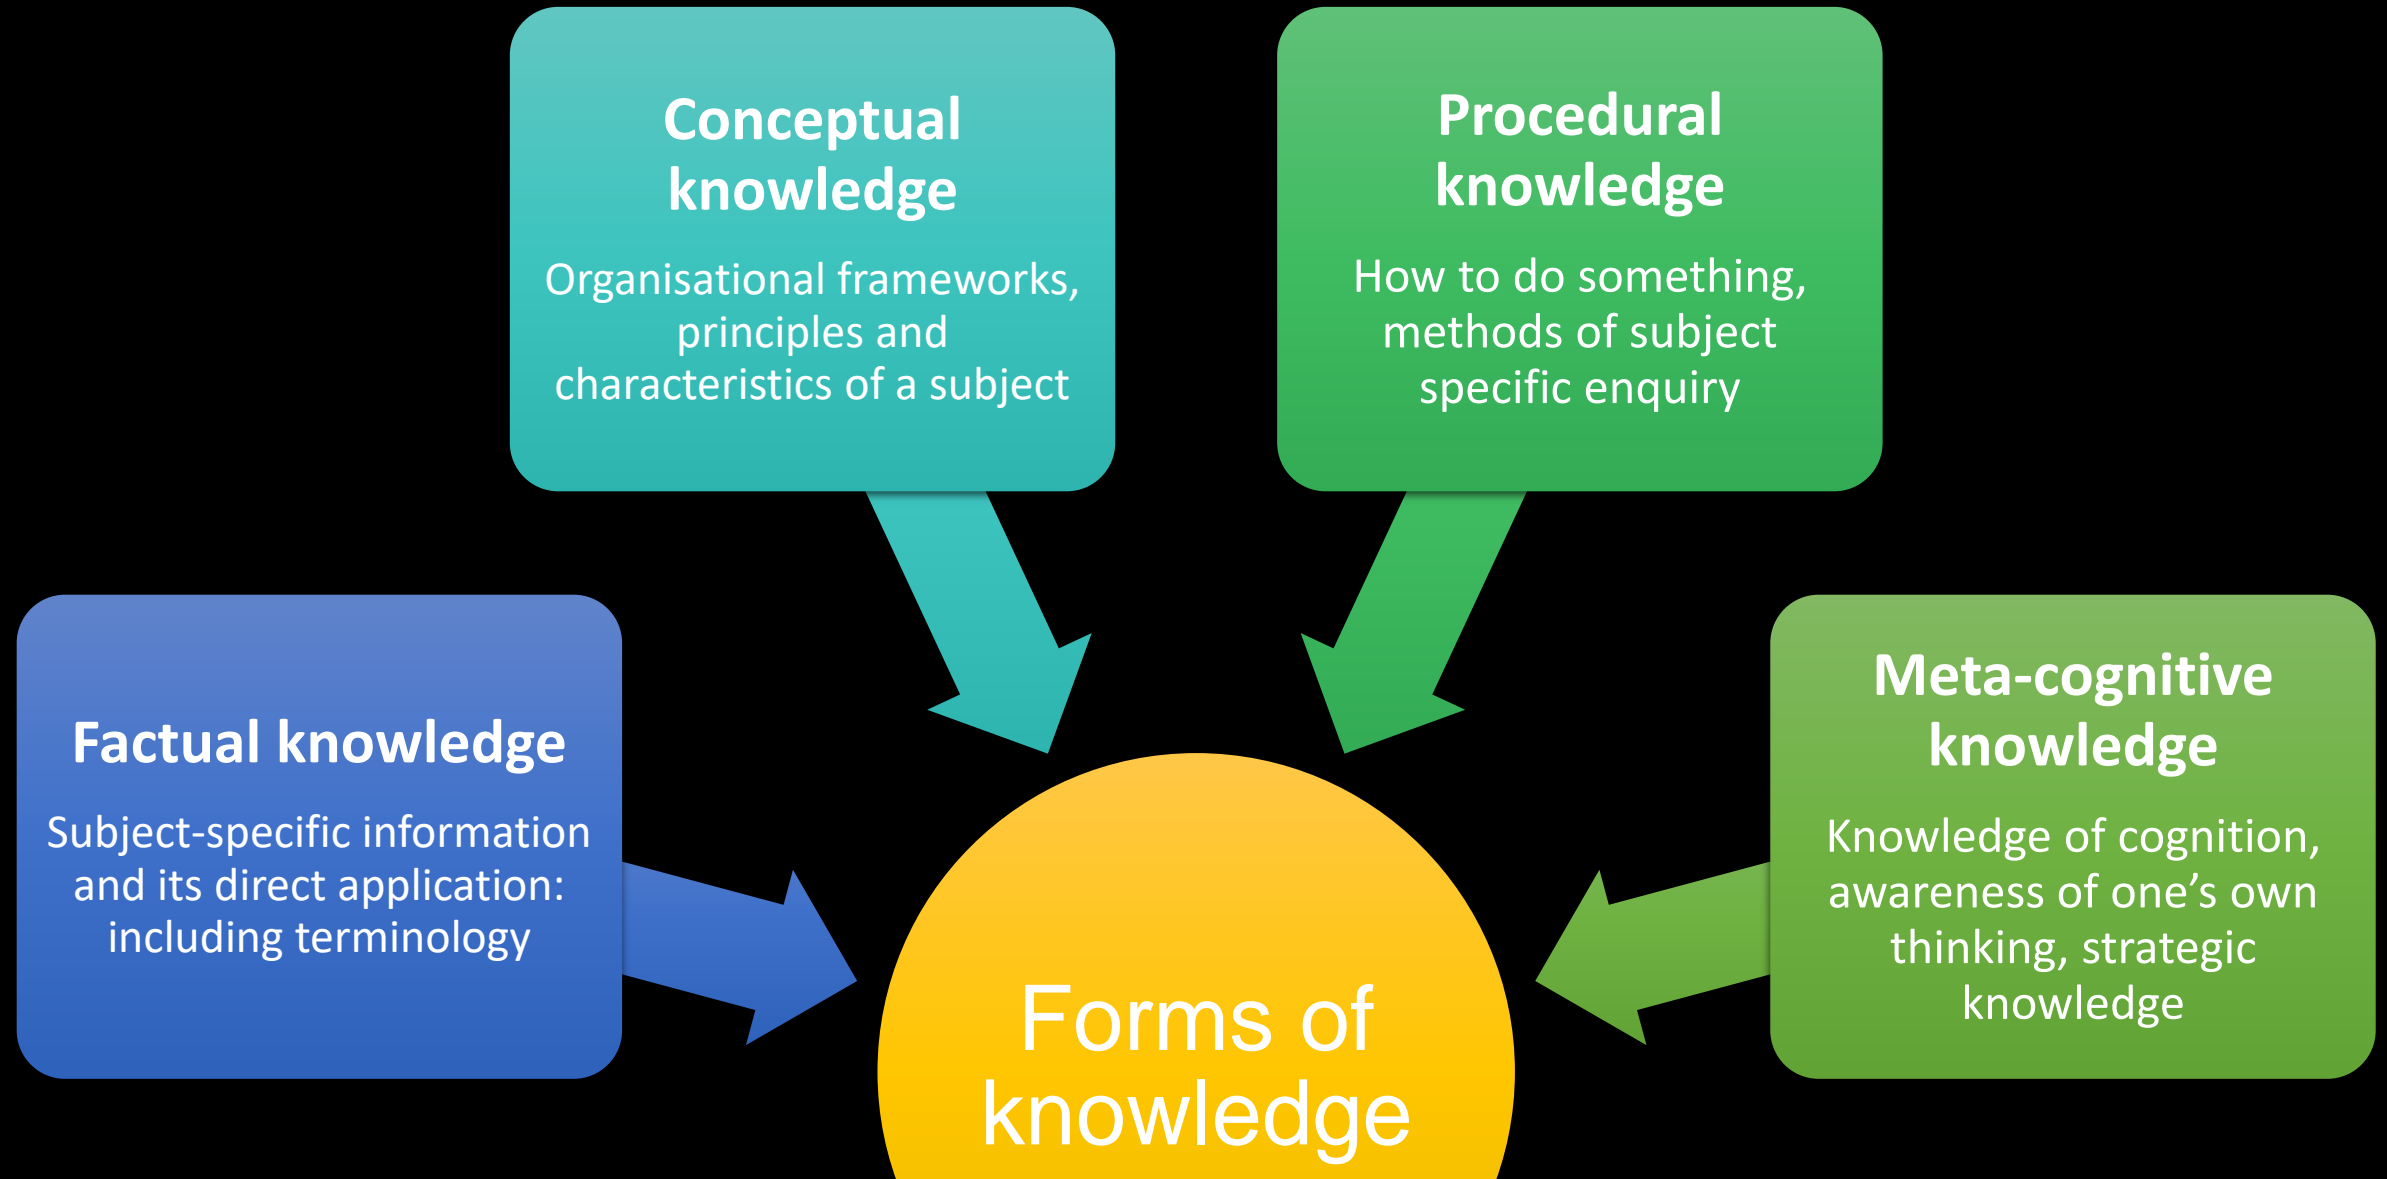 Conceptual
knowledge
Organisational frameworks,
principles and
characteristics of a subject
Procedural
knowledge
How to do something,
methods of subject
specific enquiry
Factual knowledge
Subject-specific information
and its direct application:
including terminology
Meta-cognitive
knowledge
Knowledge of cognition,
awareness of one’s own
thinking, strategic
knowledge
Forms of
knowledge